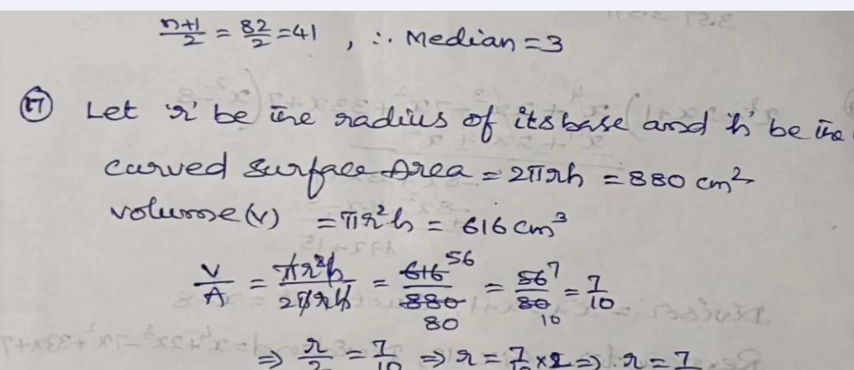 n+1/2 = 82/2 = 41 , ∴ Median = 3
17 Let 'r' be the radius of its base and 'h' be the
curved surface Area = 2πrh = 880 cm²
volume (v) = πr²h = 616 cm³
V/A = πr²h/2πrh = 616/880 56/80 = 56/80 7/10 = 7/10
⇒ r/2 = 7/10 ⇒ r = 7/10 × 2 ⇒ r = 7